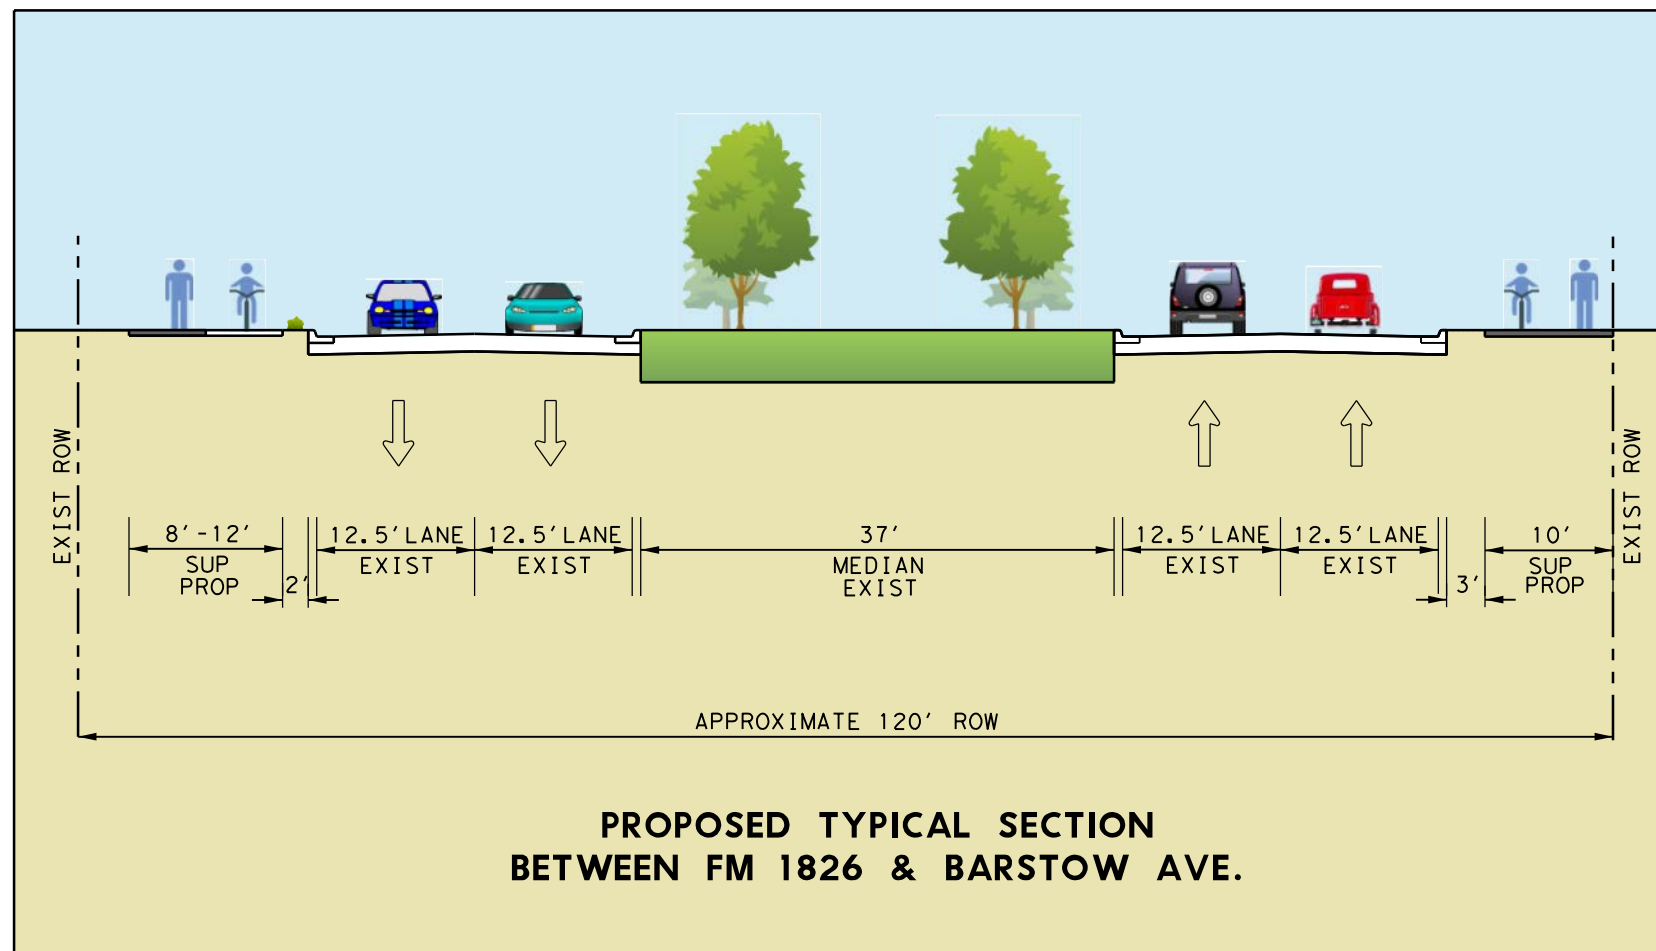 EXIST ROW
8'-12'
SUP
PROP
2'
12.5' LANE
EXIST
12.5' LANE
EXIST
37'
MEDIAN
EXIST
12.5' LANE
EXIST
12.5' LANE
EXIST
3'
10'
SUP
PROP
EXIST ROW
APPROXIMATE 120' ROW
PROPOSED TYPICAL SECTION
BETWEEN FM 1826 & BARSTOW AVE.